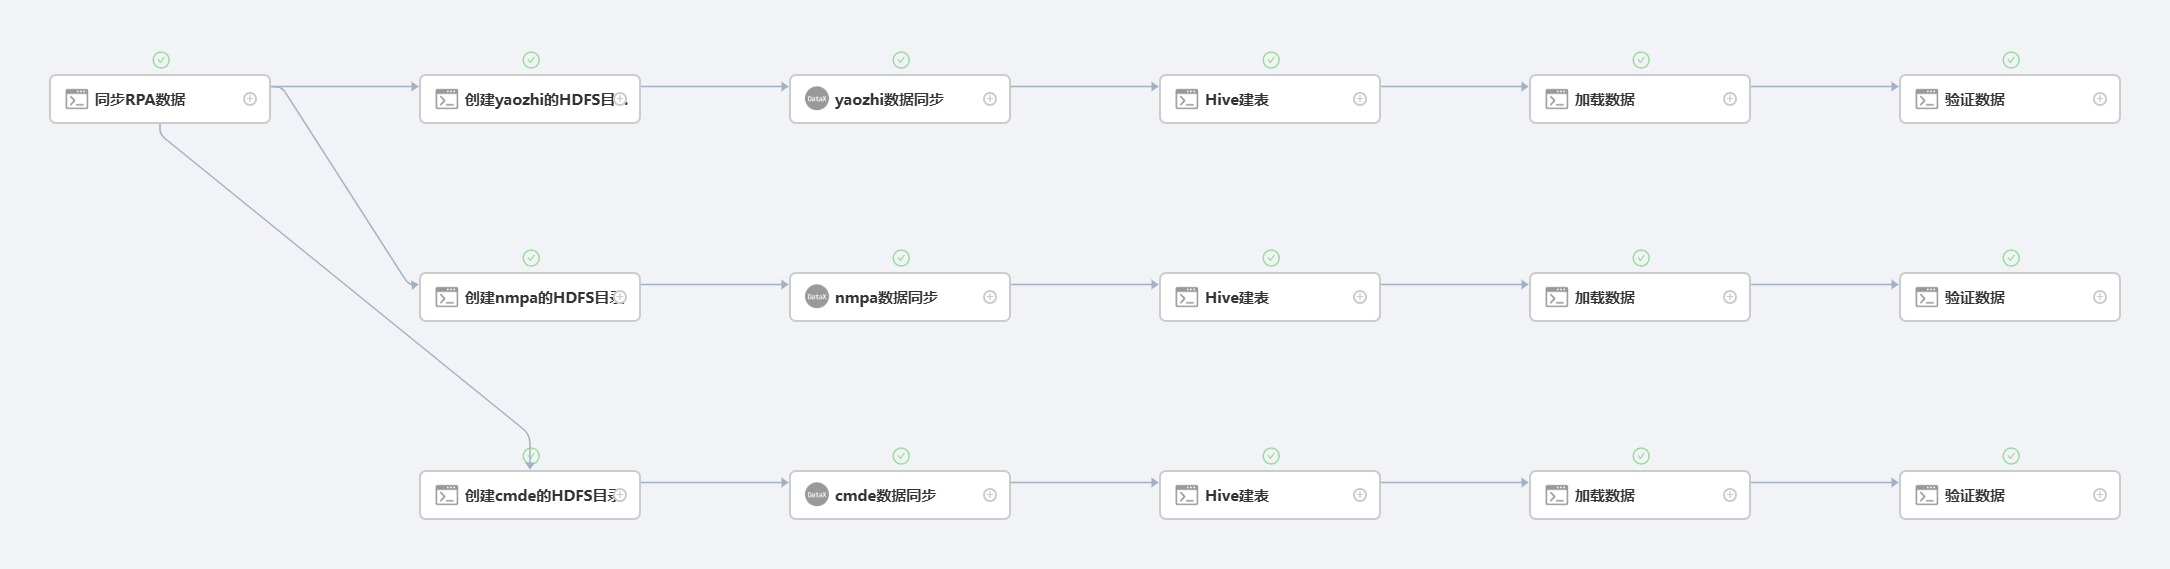 同步RPA数据
创建yaozhi的HDFS目...
DataX
yaozhi数据同步
Hive建表
加载数据
验证数据
创建nmpa的HDFS目录
DataX
nmpa数据同步
Hive建表
加载数据
验证数据
创建cmde的HDFS目录
DataX
cmde数据同步
Hive建表
加载数据
验证数据